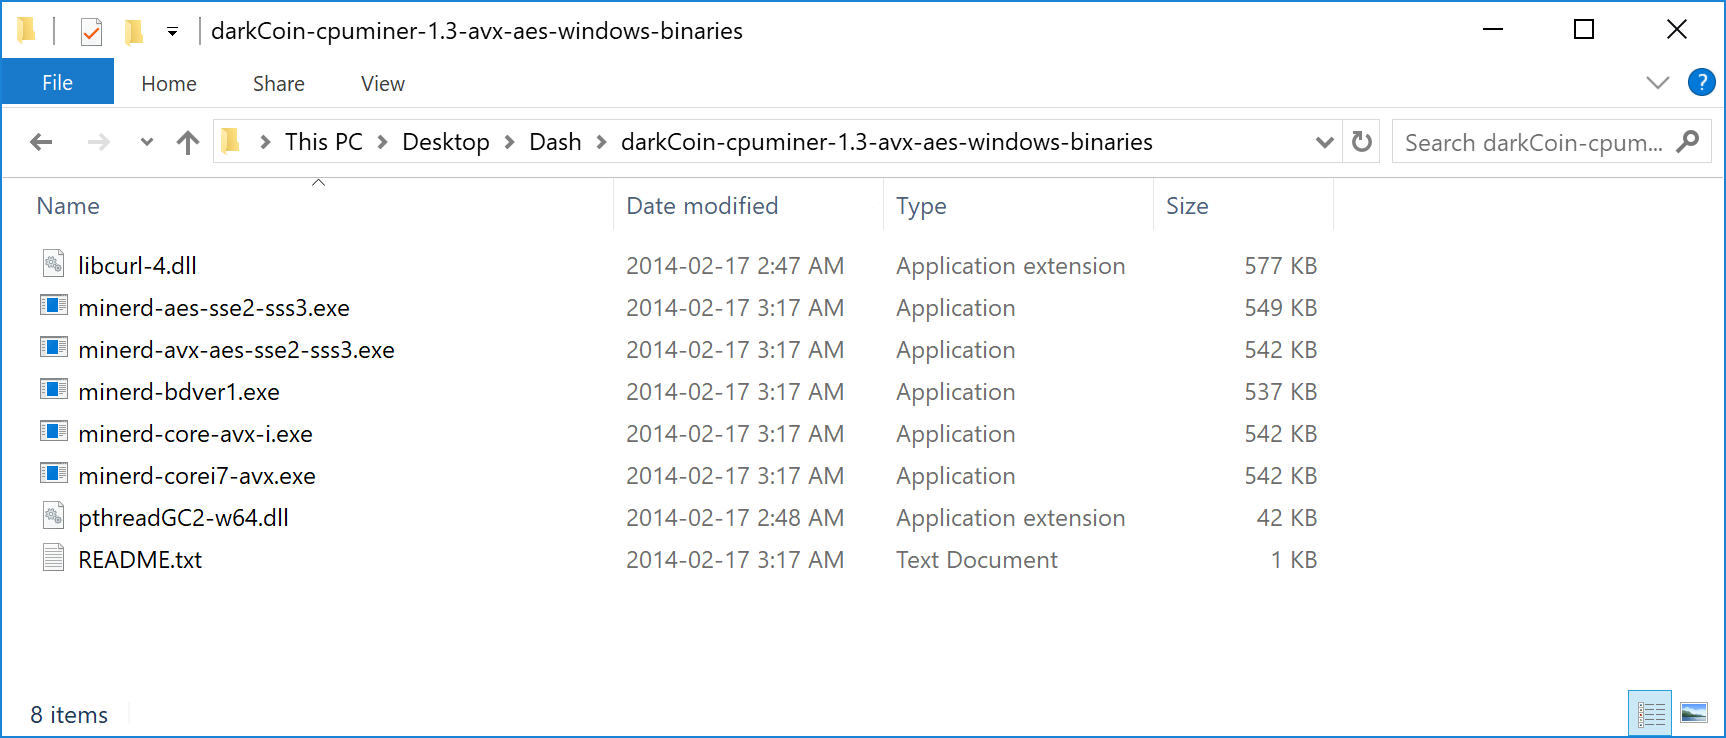 darkCoin-cpuminer-1.3-avx-aes-windows-binaries
File Home Share View ?
This PC Desktop Dash darkCoin-cpuminer-1.3-avx-aes-windows-binaries Search darkCoin-cpum...
Name Date modified Type Size
libcurl-4.dll 2014-02-17 2:47 AM Application extension 577 KB
minerd-aes-sse2-sss3.exe 2014-02-17 3:17 AM Application 549 KB
minerd-avx-aes-sse2-sss3.exe 2014-02-17 3:17 AM Application 542 KB
minerd-bdver1.exe 2014-02-17 3:17 AM Application 537 KB
minerd-core-avx-i.exe 2014-02-17 3:17 AM Application 542 KB
minerd-corei7-avx.exe 2014-02-17 3:17 AM Application 542 KB
pthreadGC2-w64.dll 2014-02-17 2:48 AM Application extension 42 KB
README.txt 2014-02-17 3:17 AM Text Document 1 KB
8 items